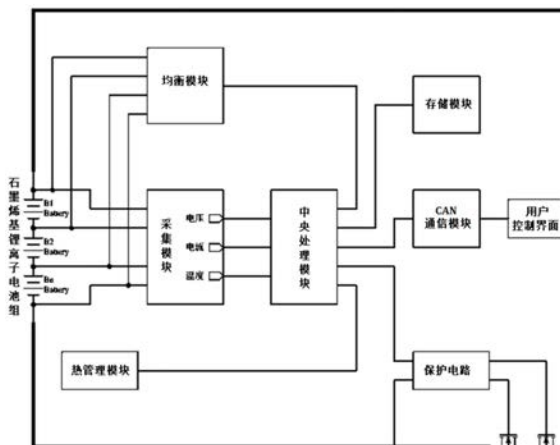 均衡模块
存储模块
石墨烯基锂离子电池组
B1
Battery
B2
Battery
Bn
Battery
采集模块
电压
电流
温度
中央处理模块
CAN
通信模块
用户
控制界面
热管理模块
保护电路